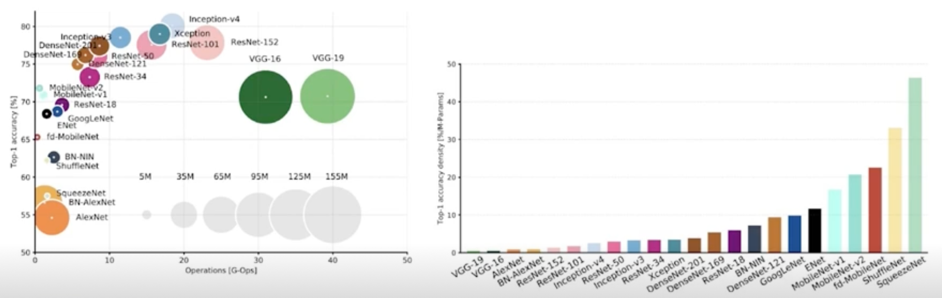 80
75
70
65
60
55
50
Top-1 accuracy [%]
Inception-v4
Inception-v3
Xception
DenseNet-201
ResNet-101
ResNet-152
DenseNet-169
ResNet-50
DenseNet-121
VGG-16
VGG-19
ResNet-34
MobileNet-v2
MobileNet-v1
ResNet-18
GoogLeNet
ENet
fd-MobileNet
BN-NIN
ShuffleNet
5M
35M
65M
95M
125M
155M
SqueezeNet
BN-AlexNet
AlexNet
0
10
20
30
40
50
Operations [G-Ops]
50
40
30
20
10
0
Top-1 accuracy density [%/M-Params]
VGG-19
VGG-16
AlexNet
BN-AlexNet
ResNet-152
ResNet-101
Inception-v4
ResNet-50
Inception-v3
ResNet-34
Xception
DenseNet-201
DenseNet-169
ResNet-18
BN-NIN
DenseNet-121
GoogLeNet
ENet
MobileNet-v1
MobileNet-v2
fd-MobileNet
ShuffleNet
SqueezeNet